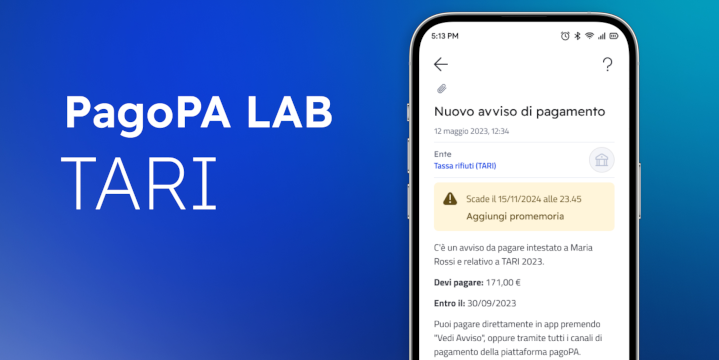 PagoPA LAB
TARI
5:13 PM
Nuovo avviso di pagamento
12 maggio 2023, 12:34
Ente
Tassa rifiuti (TARI)
Scade il 15/11/2024 alle 23.45
Aggiungi promemoria
C'è un avviso da pagare intestato a Maria
Rossi e relativo a TARI 2023.
Devi pagare: 171,00 €
Entro il: 30/09/2023
Puoi pagare direttamente in app premendo
"Vedi Avviso", oppure tramite tutti i canali di
pagamento della piattaforma pagoPA.